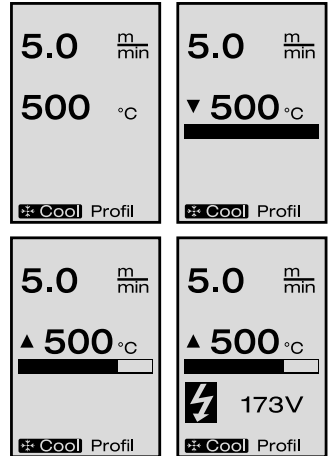 5.0 m/min
500 °C
Cool Profil
5.0 m/min
▼ 500 °C
Cool Profil
5.0 m/min
▲ 500 °C
Cool Profil
5.0 m/min
▲ 500 °C
173V
Cool Profil